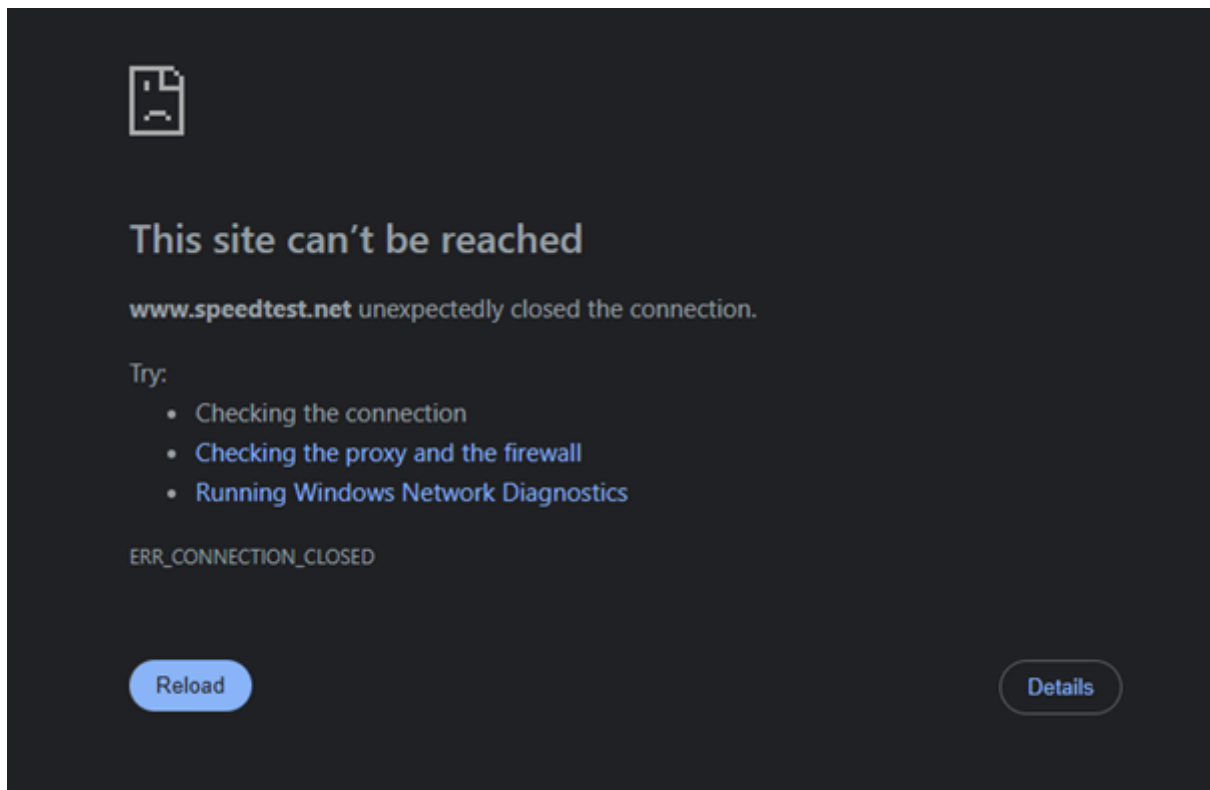 This site can’t be reached
www.speedtest.net unexpectedly closed the connection.
Try:
• Checking the connection
• Checking the proxy and the firewall
• Running Windows Network Diagnostics
ERR_CONNECTION_CLOSED
Reload
Details